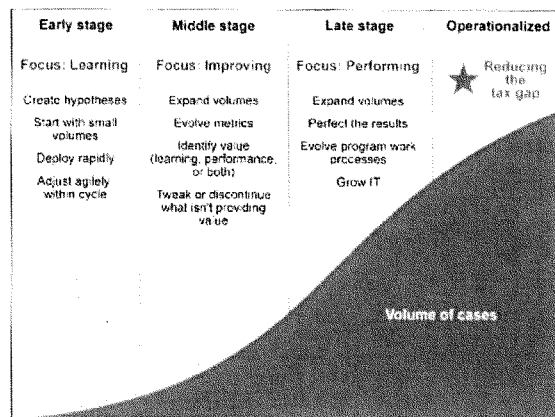 Early stage
Focus: Learning
Create hypotheses
Start with small
volumes
Deploy rapidly
Adjust agilely
within cycle
Middle stage
Focus: Improving
Expand volumes
Evolve metrics
Identify value
(learning, performance,
or both)
Tweak or discontinue
what isn't providing
value
Late stage
Focus: Performing
Expand volumes
Perfect the results
Evolve program work
processes
Grow IT
Operationalized
Reducing
the
tax gap
Volume of cases